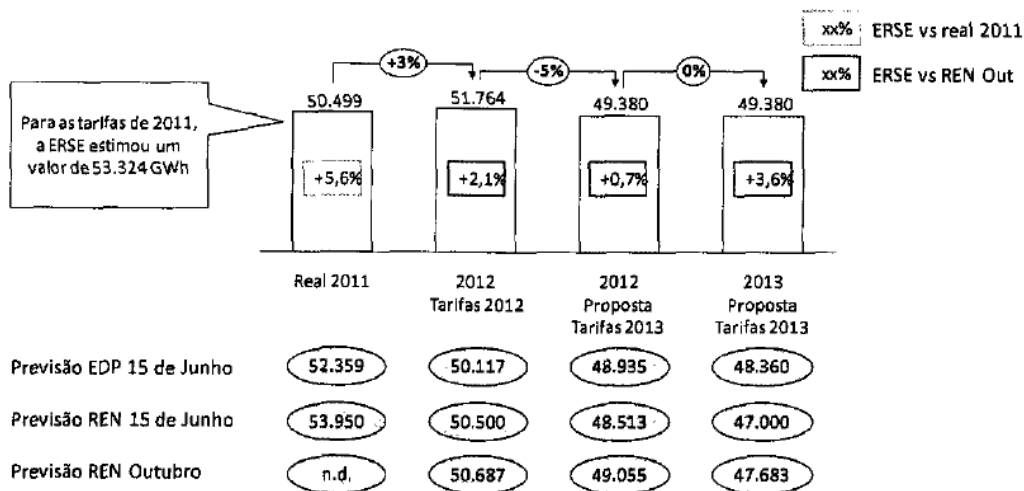 xx% ERSE vs real 2011
xx% ERSE vs REN Out
+3%
-5%
0%
50.499
51.764
49.380
49.380
Para as tarifas de 2011,
a ERSE estimou um
valor de 53.324 GWh
+5,6%
+2,1%
+0,7%
+3,6%
Real 2011
2012
Tarifas 2012
2012
Proposta
Tarifas 2013
2013
Proposta
Tarifas 2013
Previsão EDP 15 de Junho 52.359 50.117 48.935 48.360
Previsão REN 15 de Junho 53.950 50.500 48.513 47.000
Previsão REN Outubro n.d. 50.687 49.055 47.683